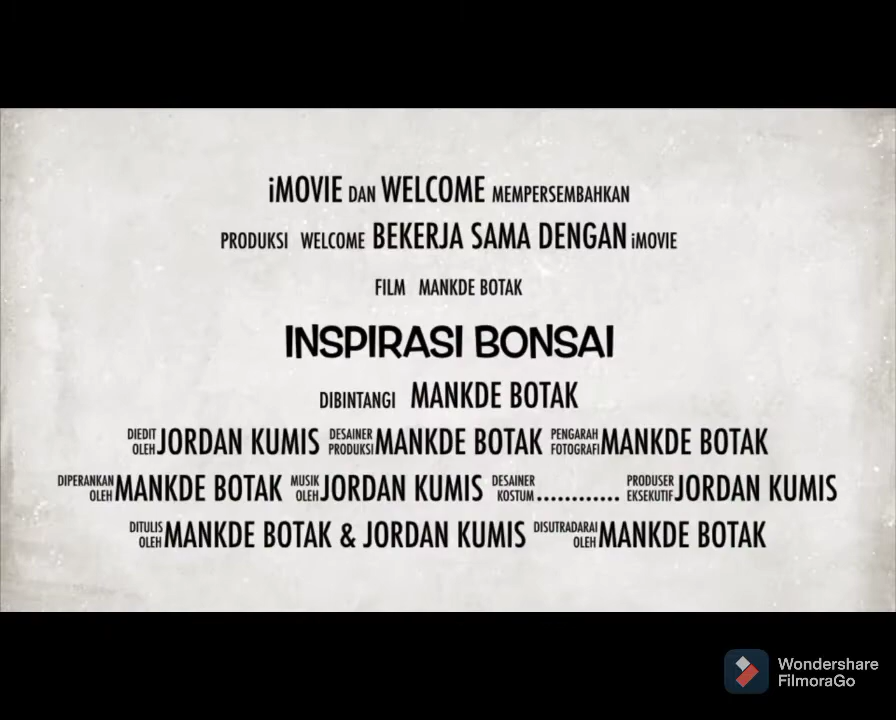 iMOVIE DAN WELCOME MEMPERSEMBAHKAN
PRODUKSI WELCOME BEKERJA SAMA DENGAN iMOVIE
FILM MANKDE BOTAK
INSPIRASI BONSAI
DIBINTANGI MANKDE BOTAK
DIEDIT OLEH JORDAN KUMIS DESAINER PRODUKSI MANKDE BOTAK PENGARAH FOTOGRAFI MANKDE BOTAK
DIPERANKAN OLEH MANKDE BOTAK MUSIK OLEH JORDAN KUMIS DESAINER KOSTUM ............ PRODUSER EKSEKUTIF JORDAN KUMIS
DITULIS OLEH MANKDE BOTAK & JORDAN KUMIS DISUTRADARAI OLEH MANKDE BOTAK
Wondershare
FilmoraGo